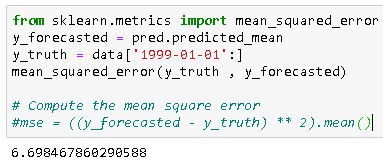 from sklearn.metrics import mean_squared_error
y_forecasted = pred.predicted_mean
y_truth = data['1999-01-01':]
mean_squared_error(y_truth , y_forecasted)
# Compute the mean square error
#mse = ((y_forecasted - y_truth) ** 2).mean()
6.698467860290588